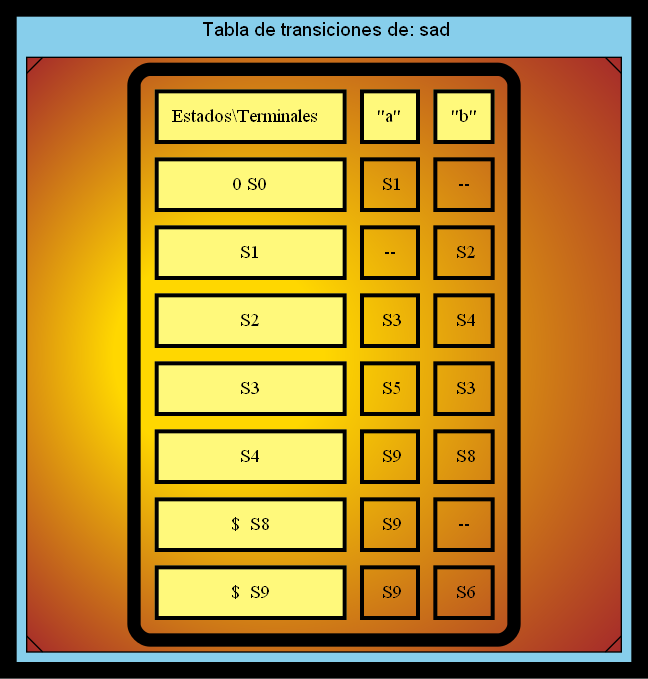 Tabla de transiciones de: sad
Estados\Terminales "a" "b"
0 S0 S1 --
S1 -- S2
S2 S3 S4
S3 S5 S3
S4 S9 S8
$ S8 S9 --
$ S9 S9 S6